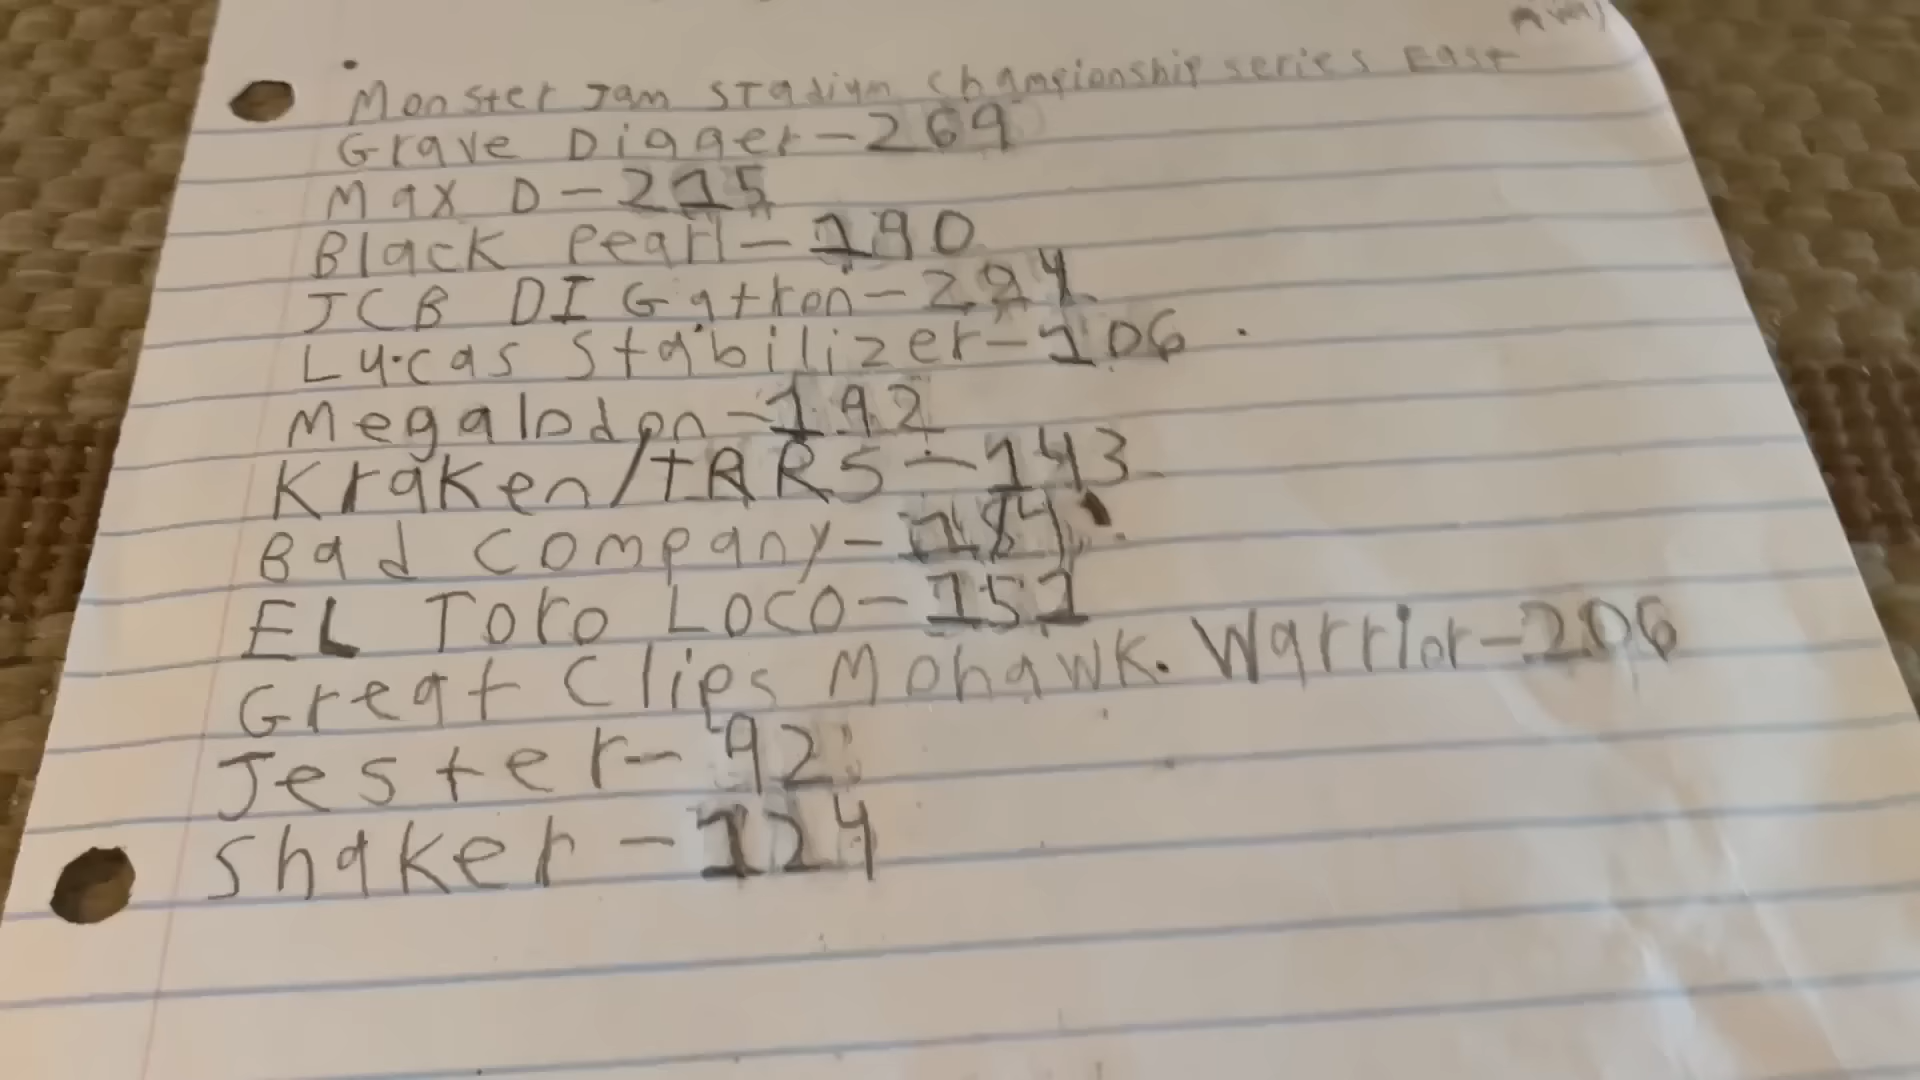 Monster Jam Stadium Championship series East
Grave Digger-269
Max D-215
Black Pearl-190
JCB DIGatron-294
Lucas Stabilizer-106
Megalodon-192
Kraken/TRRS-143
Bad Company-184
EL Toro Loco-151
Great Clips Mohawk Warrior-206
Jester-92
Shaker-124